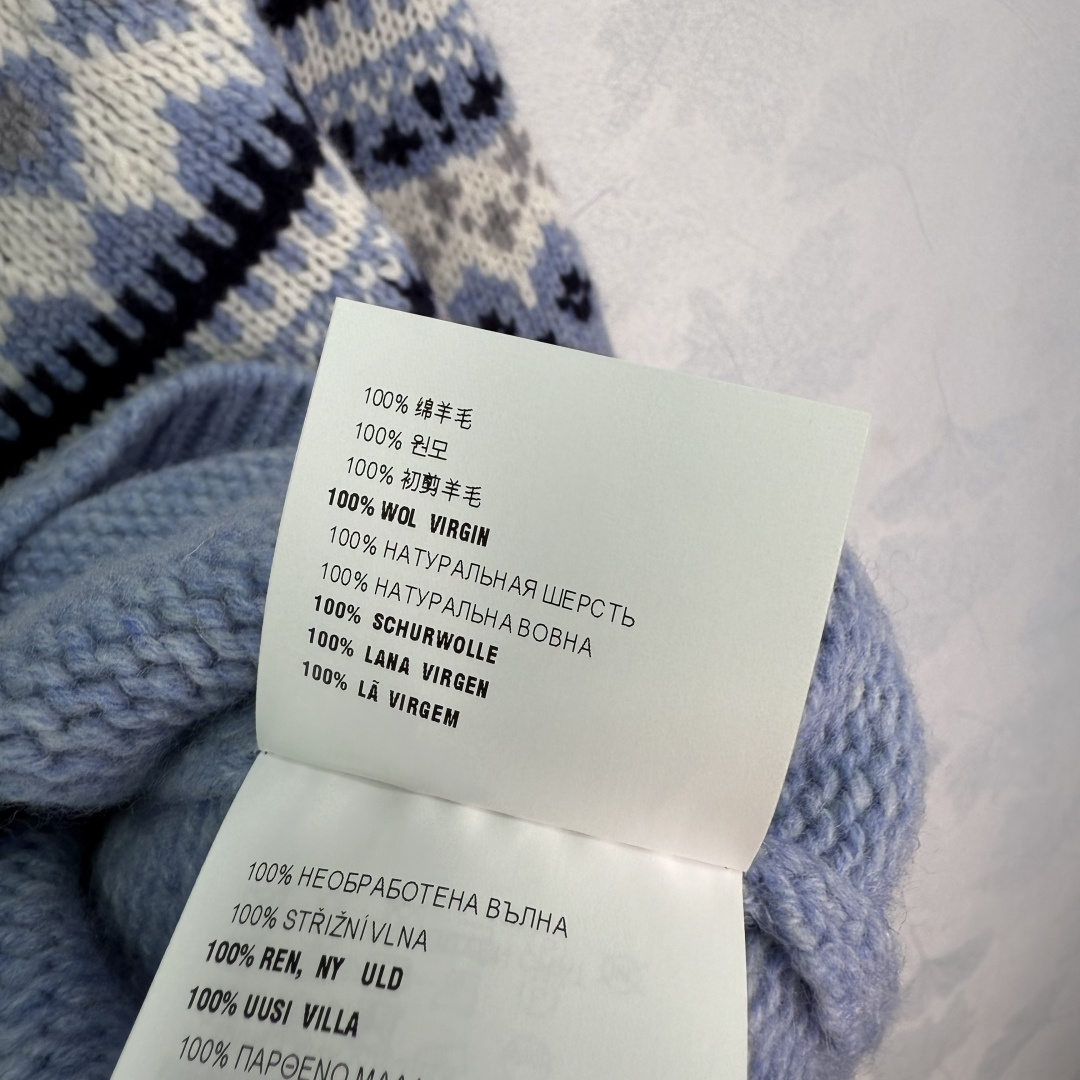 100% 绵羊毛
100% 원모
100% 初剪羊毛
100% WOL VIRGIN
100% НАТУРАЛЬНАЯ ШЕРСТЬ
100% НАТУРАЛЬНА ВОВНА
100% SCHURWOLLE
100% LANA VIRGEN
100% LÃ VIRGEM
100% НЕОБРАБОТЕНА ВЪЛНА
100% STŘIŽNÍ VLNA
100% REN, NY ULD
100% UUSI VILLA
100% ΠΑΡΘΕΝΟ